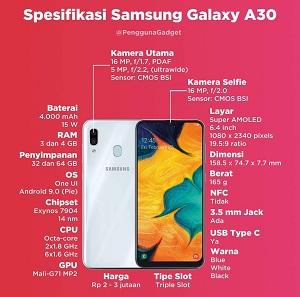 Spesifikasi Samsung Galaxy A30
@PenggunaGadget
Kamera Utama
16 MP, f/1.7, PDAF
5 MP, f/2.2, (ultrawide)
Sensor: CMOS BSI
Kamera Selfie
16 MP, f/2.0
Sensor: CMOS BSI
Baterai
4.000 mAh
15 W
RAM
3 dan 4 GB
Penyimpanan
32 dan 64 GB
OS
One UI
Android 9.0 (Pie)
Chipset
Exynos 7904
14 nm
CPU
Octa-core
2x1.8 GHz
6x1.6 GHz
GPU
Mali-G71 MP2
SAMSUNG
12:45
Layar
Super AMOLED
6.4 inch
1080 x 2340 pixels
19.5:9 ratio
Dimensi
158.5 x 74.7 x 7.7 mm
Berat
165 g
NFC
Tidak
3.5 mm Jack
Ada
USB Type C
Ya
Warna
Blue
White
Black
Harga
Rp 2 - 3 jutaan
Tipe Slot
Triple Slot